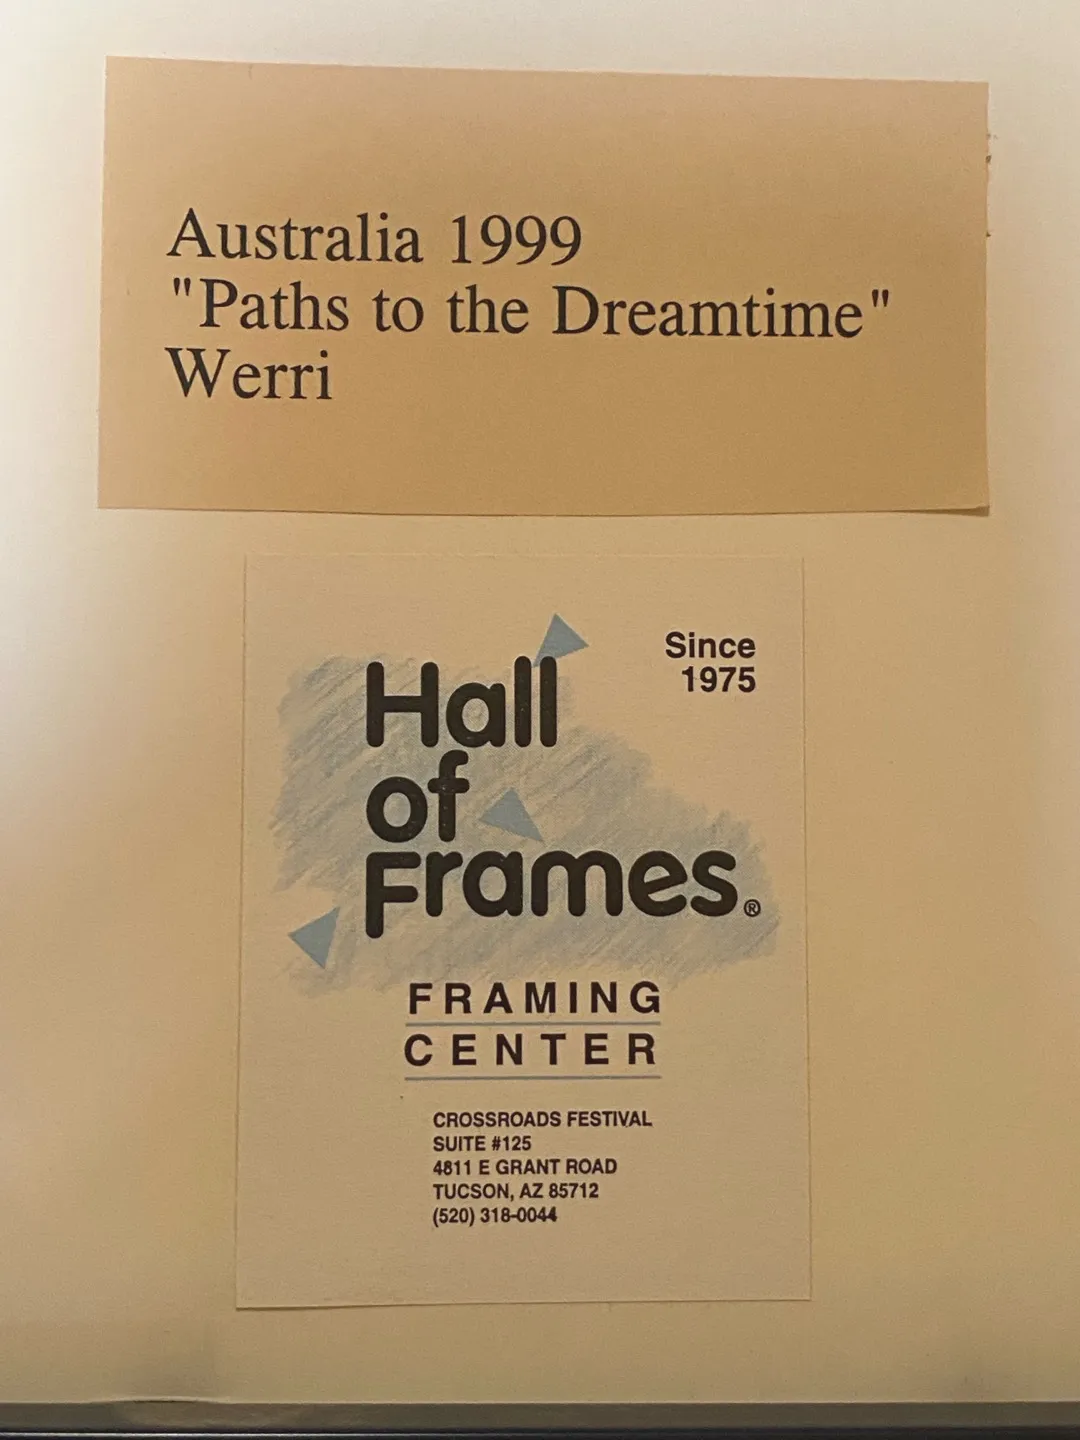 Australia 1999
"Paths to the Dreamtime"
Werri
Since
1975
Hall
of
Frames®
FRAMING
CENTER
CROSSROADS FESTIVAL
SUITE #125
4811 E GRANT ROAD
TUCSON, AZ 85712
(520) 318-0044